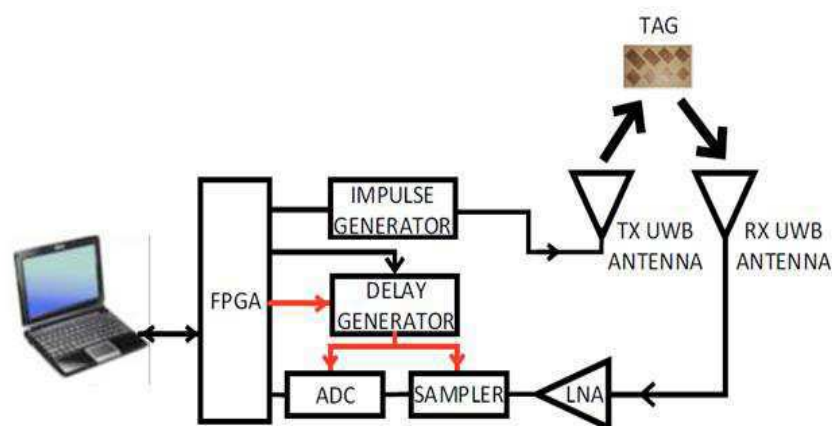 TAG
IMPULSE
GENERATOR
TX UWB
ANTENNA
RX UWB
ANTENNA
FPGA
DELAY
GENERATOR
ADC
SAMPLER
LNA